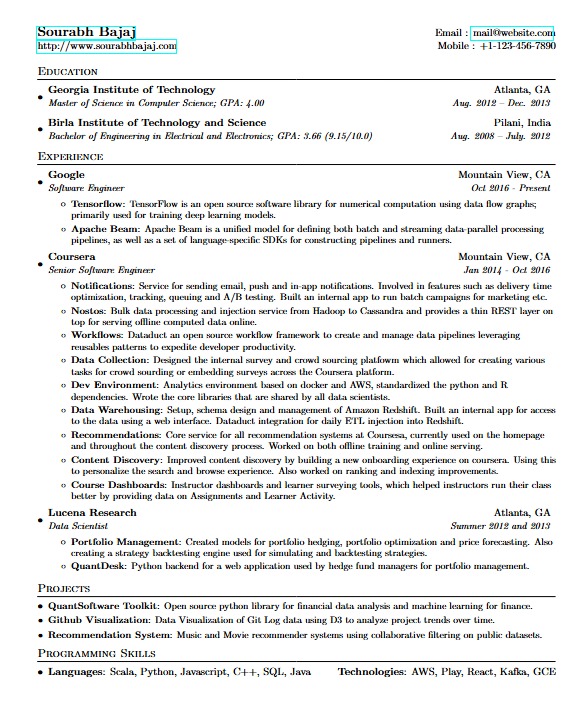 Sourabh Bajaj Email : mail@website.com
http://www.sourabhbajaj.com Mobile : +1-123-456-7890
Education
• Georgia Institute of Technology Atlanta, GA
Master of Science in Computer Science; GPA: 4.00 Aug. 2012 – Dec. 2013
• Birla Institute of Technology and Science Pilani, India
Bachelor of Engineering in Electrical and Electronics; GPA: 3.66 (9.15/10.0) Aug. 2008 – July. 2012
Experience
• Google Mountain View, CA
Software Engineer Oct 2016 - Present
◦ Tensorflow: TensorFlow is an open source software library for numerical computation using data flow graphs;
primarily used for training deep learning models.
◦ Apache Beam: Apache Beam is a unified model for defining both batch and streaming data-parallel processing
pipelines, as well as a set of language-specific SDKs for constructing pipelines and runners.
• Coursera Mountain View, CA
Senior Software Engineer Jan 2014 - Oct 2016
◦ Notifications: Service for sending email, push and in-app notifications. Involved in features such as delivery time
optimization, tracking, queuing and A/B testing. Built an internal app to run batch campaigns for marketing etc.
◦ Nostos: Bulk data processing and injection service from Hadoop to Cassandra and provides a thin REST layer on
top for serving offline computed data online.
◦ Workflows: Dataduct an open source workflow framework to create and manage data pipelines leveraging
reusables patterns to expedite developer productivity.
◦ Data Collection: Designed the internal survey and crowd sourcing platfowm which allowed for creating various
tasks for crowd sourding or embedding surveys across the Coursera platform.
◦ Dev Environment: Analytics environment based on docker and AWS, standardized the python and R
dependencies. Wrote the core libraries that are shared by all data scientists.
◦ Data Warehousing: Setup, schema design and management of Amazon Redshift. Built an internal app for access
to the data using a web interface. Dataduct integration for daily ETL injection into Redshift.
◦ Recommendations: Core service for all recommendation systems at Coursesa, currently used on the homepage
and throughout the content discovery process. Worked on both offline training and online serving.
◦ Content Discovery: Improved content discovery by building a new onboarding experience on coursera. Using this
to personalize the search and browse experience. Also worked on ranking and indexing improvements.
◦ Course Dashboards: Instructor dashboards and learner surveying tools, which helped instructors run their class
better by providing data on Assignments and Learner Activity.
• Lucena Research Atlanta, GA
Data Scientist Summer 2012 and 2013
◦ Portfolio Management: Created models for portfolio hedging, portfolio optimization and price forecasting. Also
creating a strategy backtesting engine used for simulating and backtesting strategies.
◦ QuantDesk: Python backend for a web application used by hedge fund managers for portfolio management.
Projects
• QuantSoftware Toolkit: Open source python library for financial data analysis and machine learning for finance.
• Github Visualization: Data Visualization of Git Log data using D3 to analyze project trends over time.
• Recommendation System: Music and Movie recommender systems using collaborative filtering on public datasets.
Programming Skills
• Languages: Scala, Python, Javascript, C++, SQL, Java Technologies: AWS, Play, React, Kafka, GCE